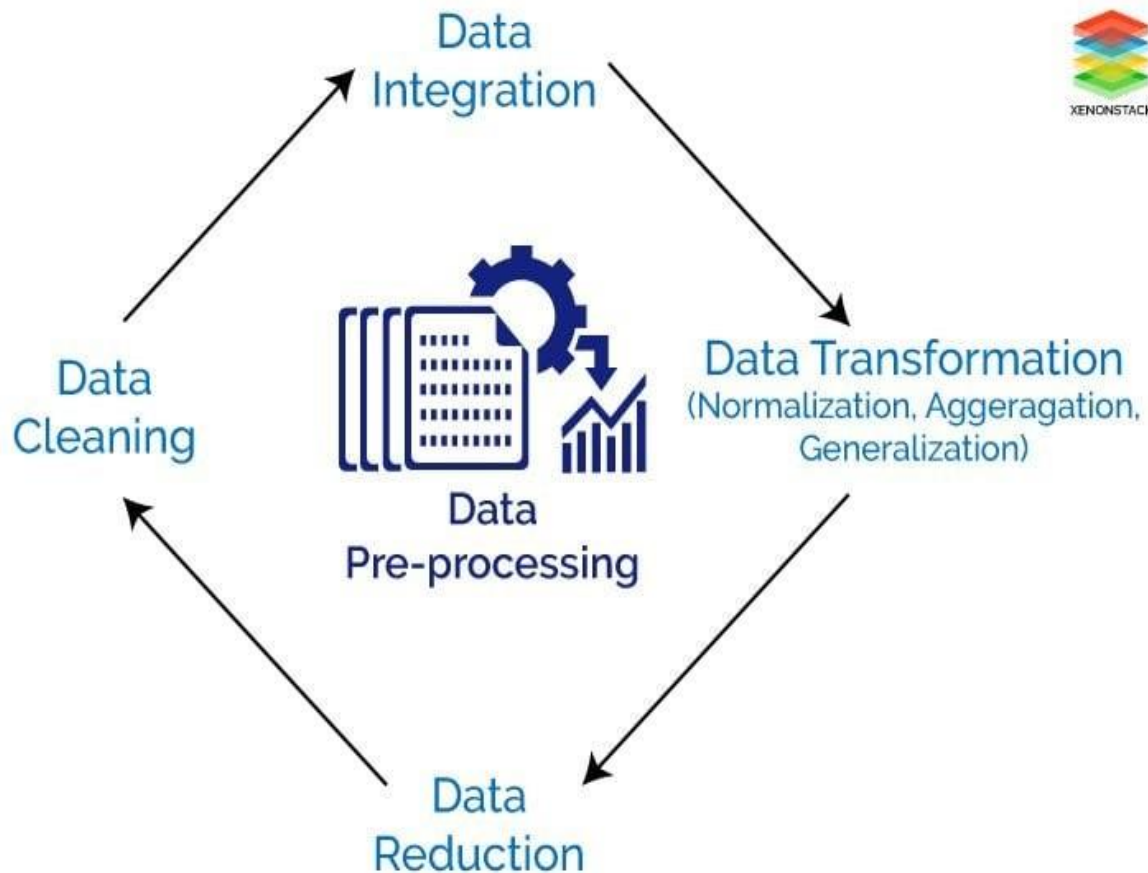 Data
Integration
XENONSTACK
Data Transformation
(Normalization, Aggeragation,
Generalization)
Data
Cleaning
Data
Pre-processing
Data
Reduction